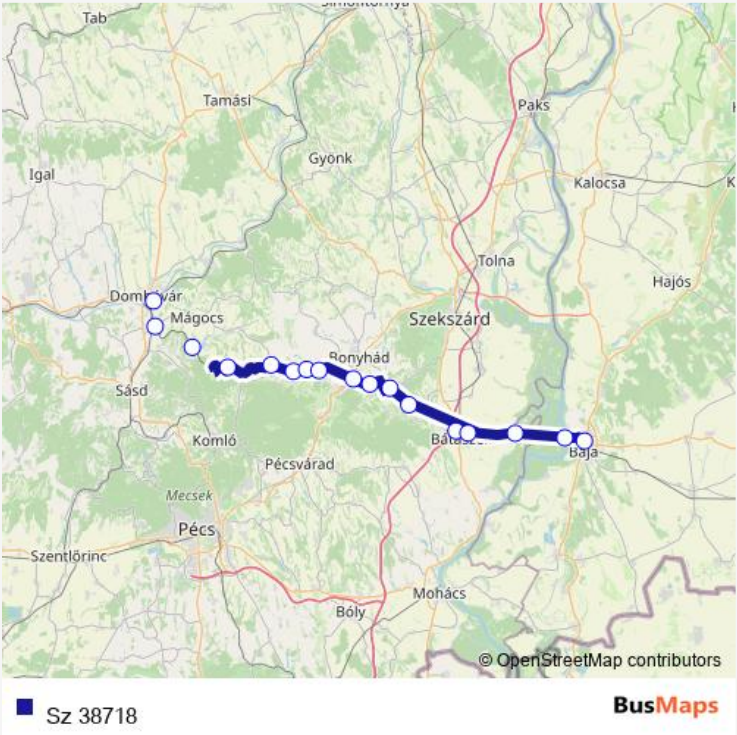 Simontornya
Tab
Tamási
Paks
Gyönk
Igal
Kalocsa
Tolna
Hajós
Mágocs
Szekszárd
Bonyhád
Sásd
Komló
Baja
Pécsvárad
Mecsek
Pécs
Szentlőrinc
Mohács
Bóly
© OpenStreetMap contributors
Sz 38718
BusMaps